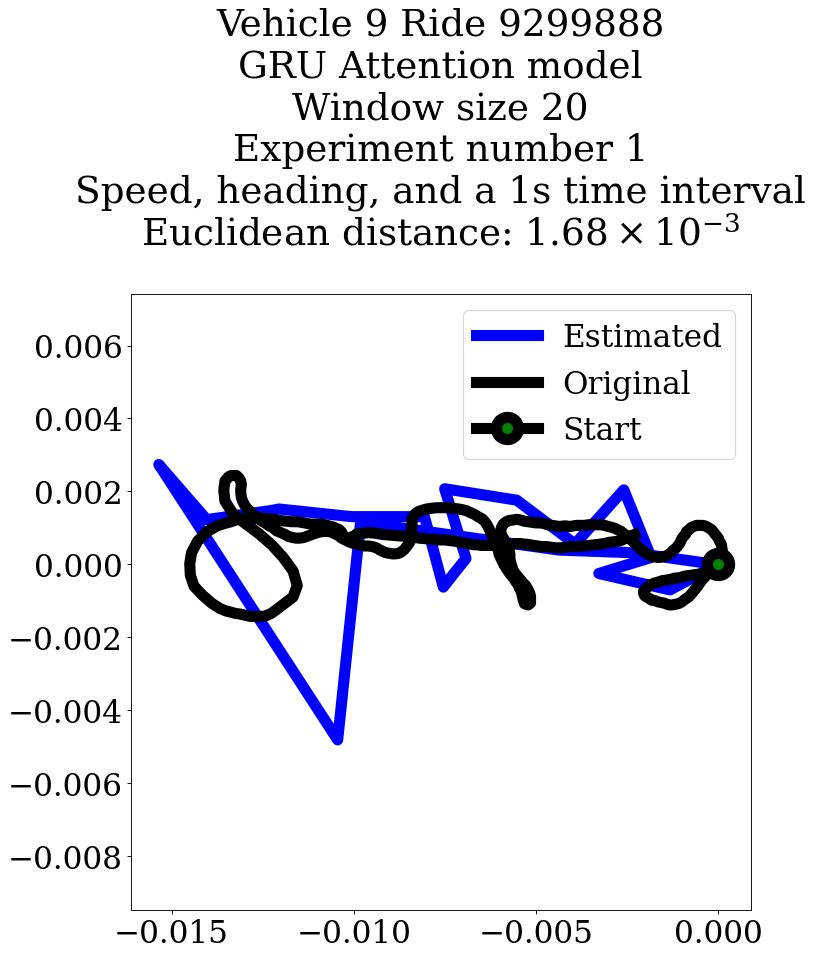 Vehicle 9 Ride 9299888
GRU Attention model
Window size 20
Experiment number 1
Speed, heading, and a 1s time interval
Euclidean distance: 1.68 × 10⁻³
Estimated
Original
Start
0.006
0.004
0.002
0.000
−0.002
−0.004
−0.006
−0.008
−0.015
−0.010
−0.005
0.000